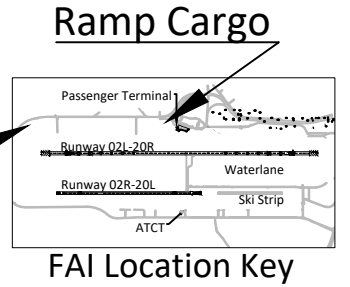 Ramp Cargo
Passenger Terminal
Runway 02L-20R
Waterlane
Runway 02R-20L
Ski Strip
ATCT
FAI Location Key